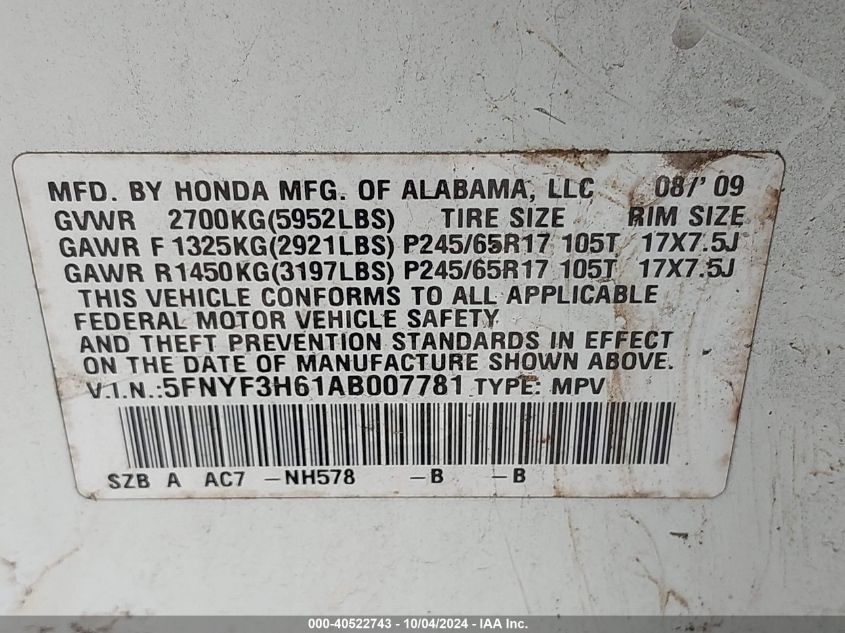 MFD. BY HONDA MFG. OF ALABAMA, LLC 08/' 09
GVWR 2700KG(5952LBS) TIRE SIZE RIM SIZE
GAWR F 1325KG(2921LBS) P245/65R17 105T 17X7.5J
GAWR R1450KG(3197LBS) P245/65R17 105T 17X7.5J
THIS VEHICLE CONFORMS TO ALL APPLICABLE
FEDERAL MOTOR VEHICLE SAFETY
AND THEFT PREVENTION STANDARDS IN EFFECT
ON THE DATE OF MANUFACTURE SHOWN ABOVE.
V.I.N.:5FNYF3H61AB007781 TYPE: MPV
SZB A AC7 -NH578 -B -B
000-40522743 - 10/04/2024 - IAA Inc.